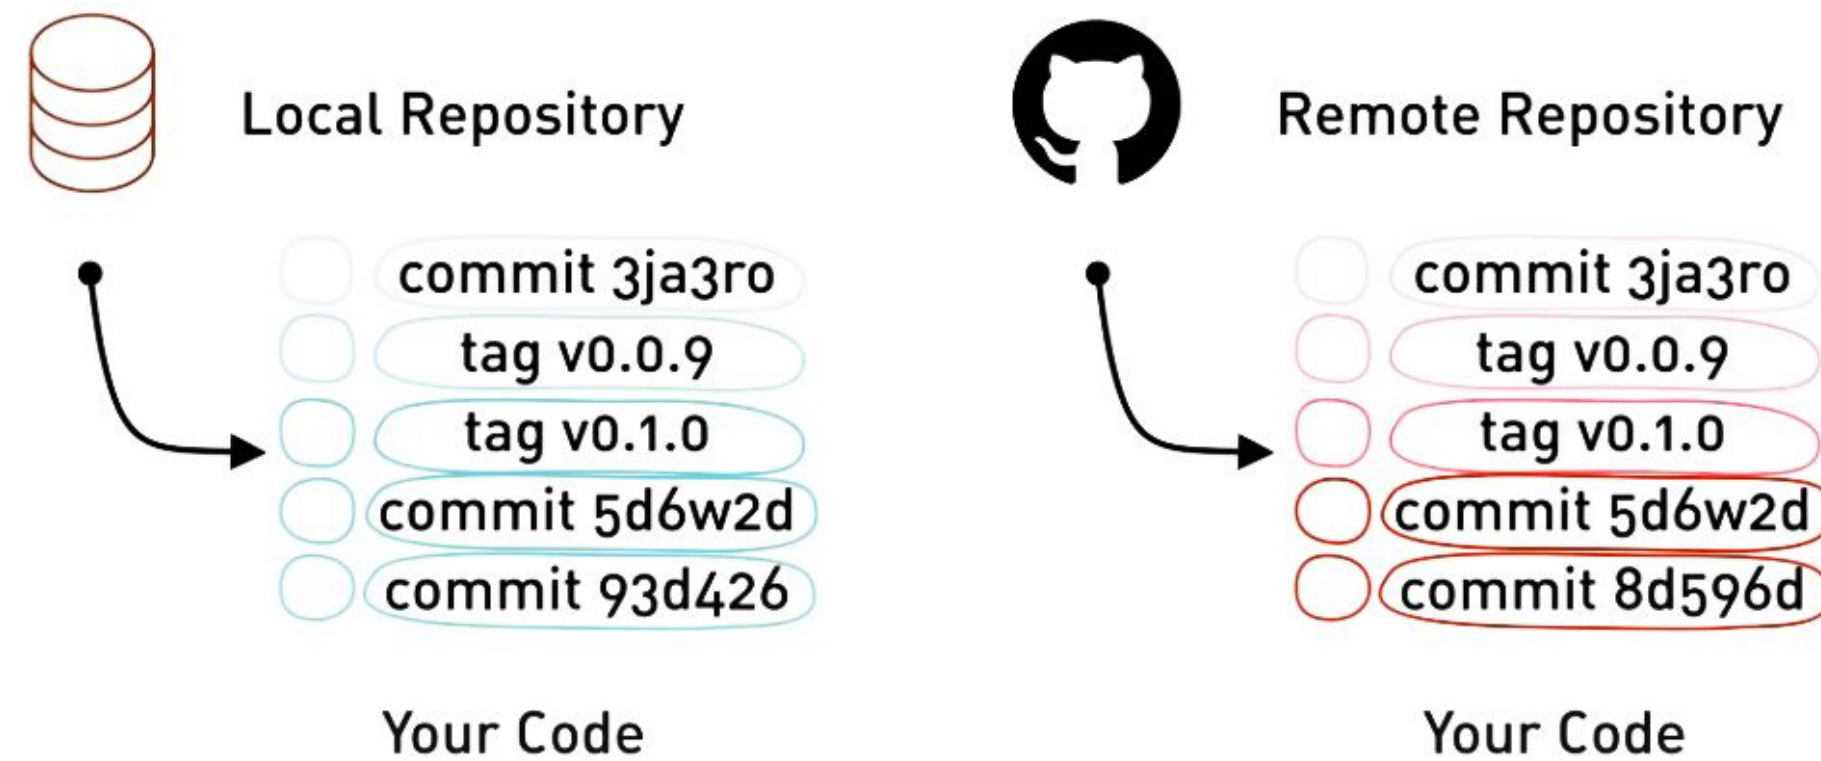 Local Repository
commit 3ja3ro
tag v0.0.9
tag v0.1.0
commit 5d6w2d
commit 93d426
Your Code
Remote Repository
commit 3ja3ro
tag v0.0.9
tag v0.1.0
commit 5d6w2d
commit 8d596d
Your Code